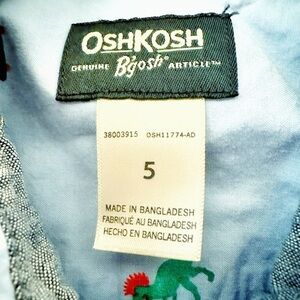 OSHKOSH
GENUINE B'gosh® ARTICLE™
38003915 OSH11774-AD
5
MADE IN BANGLADESH
FABRIQUÉ AU BANGLADESH
HECHO EN BANGLADESH